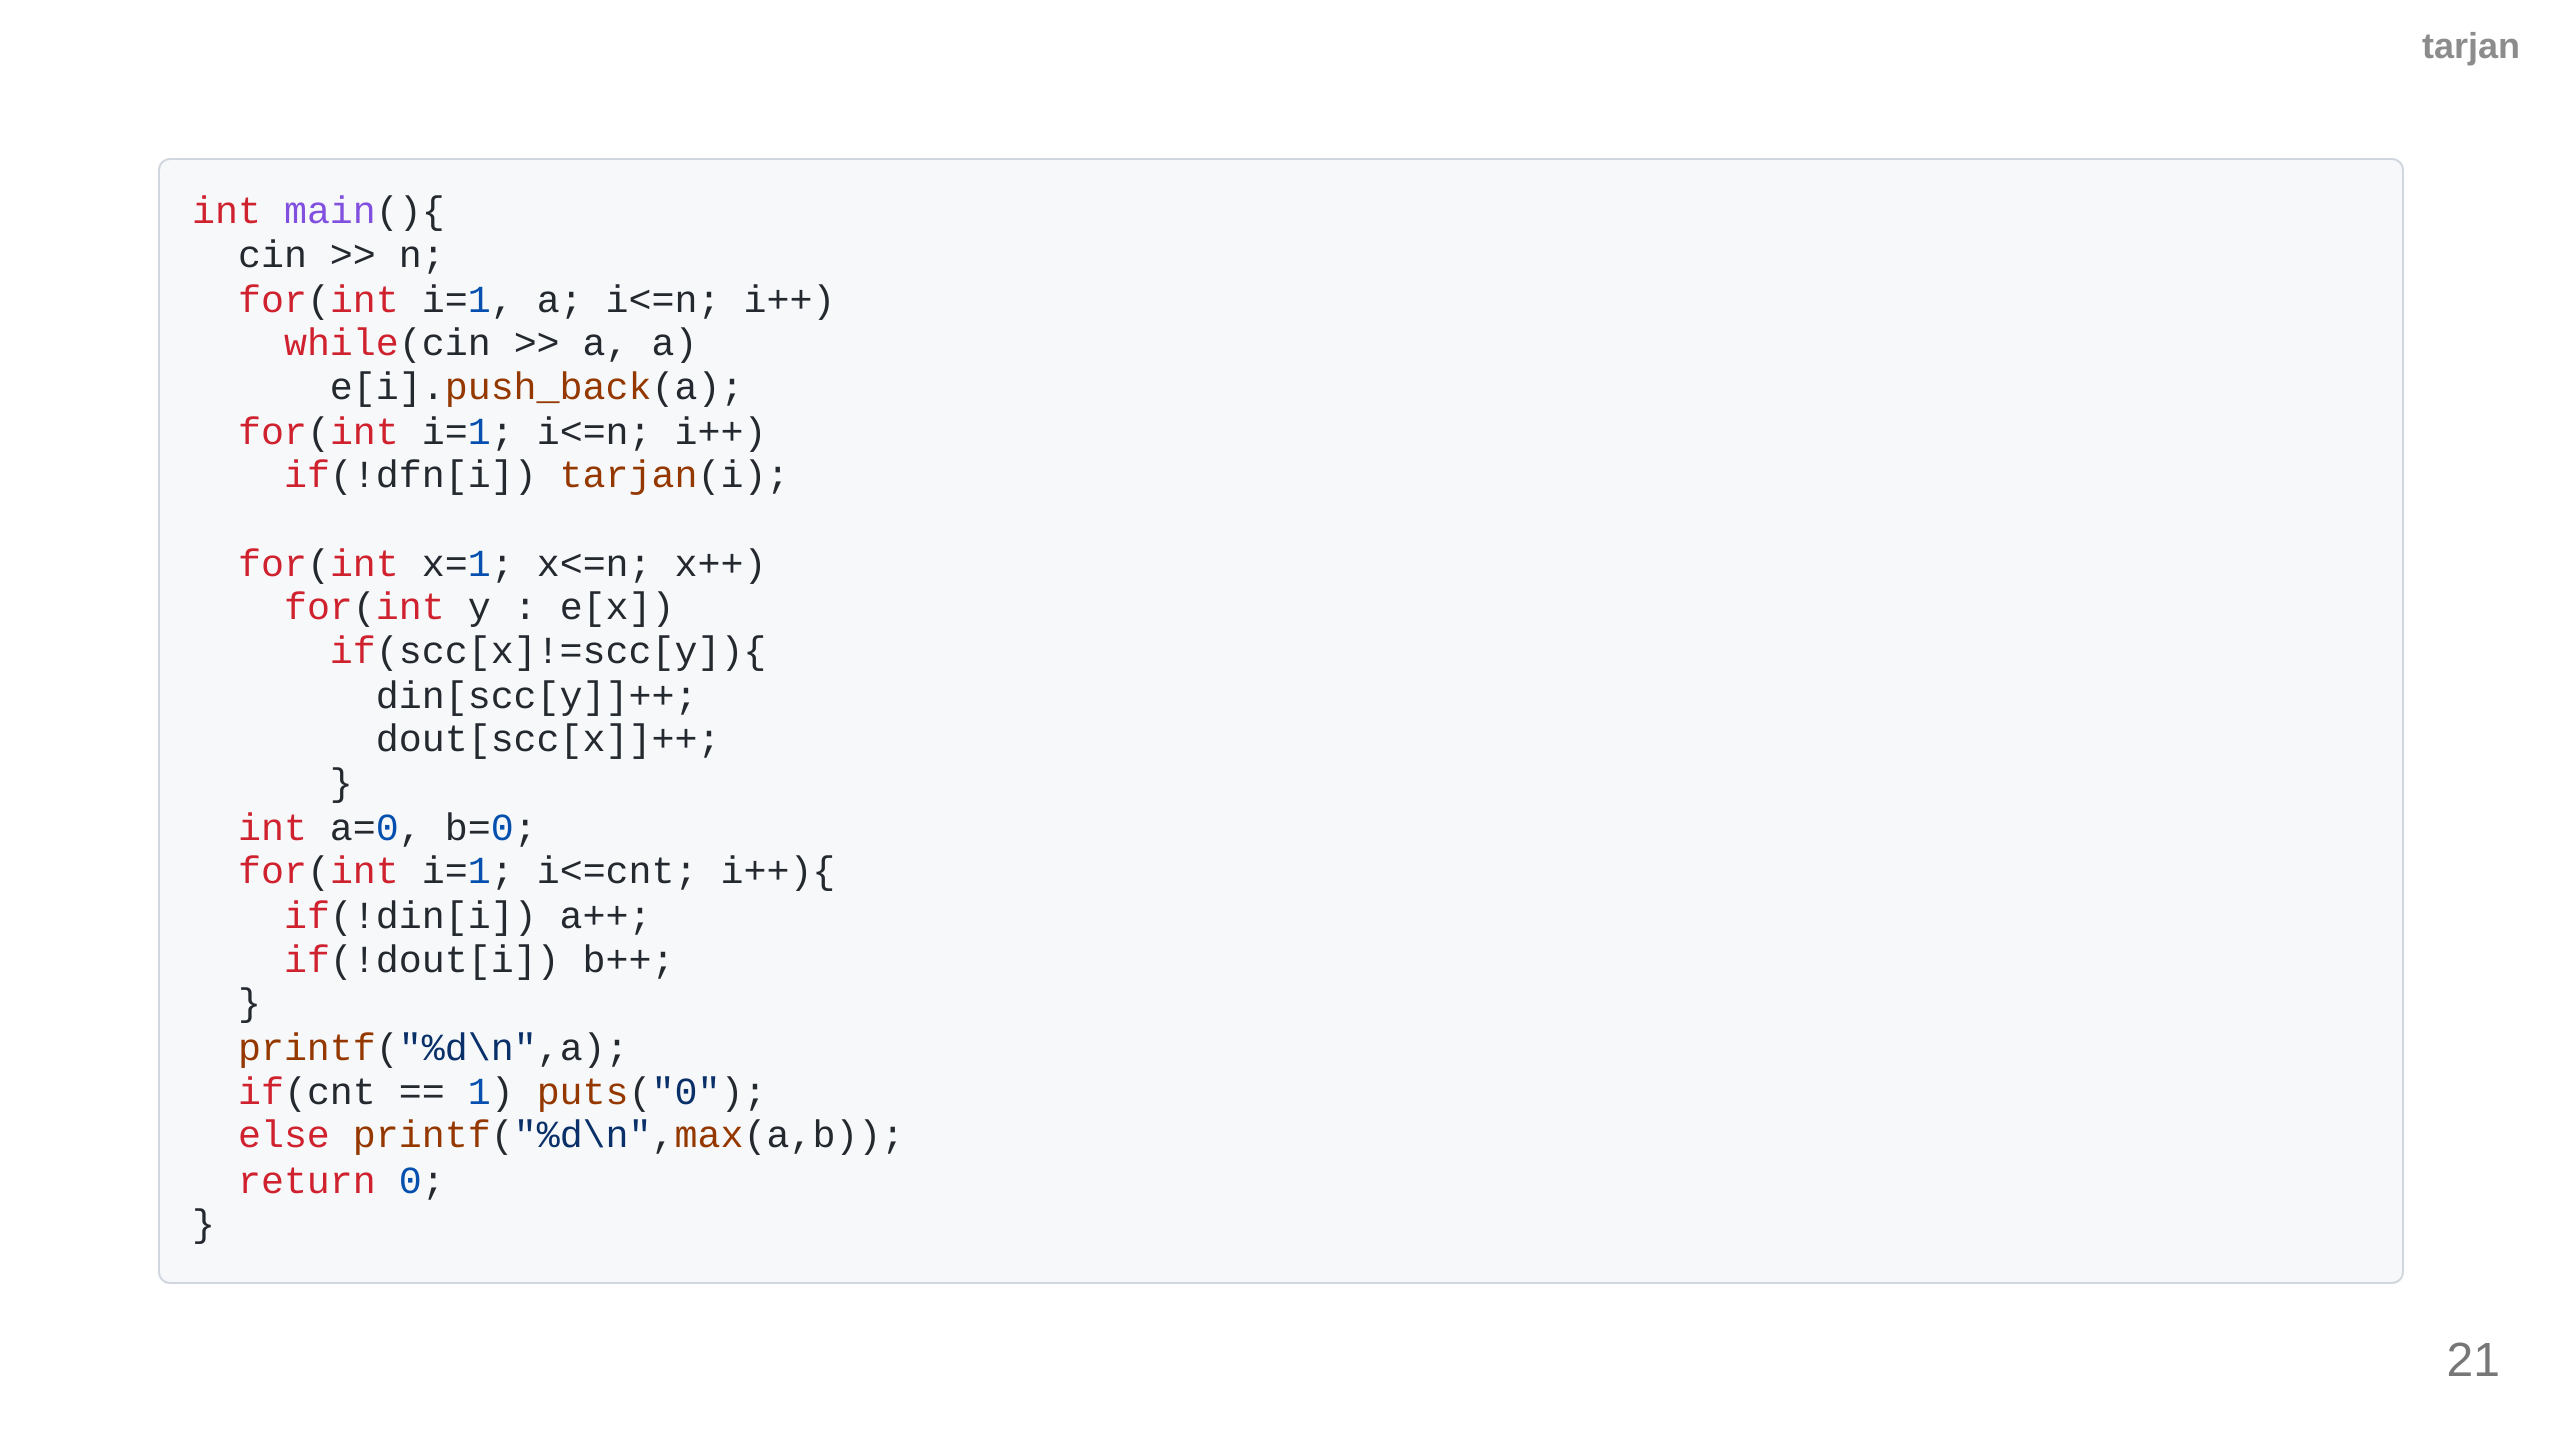 tarjan
int main(){
  cin >> n;
  for(int i=1, a; i<=n; i++)
    while(cin >> a, a)
      e[i].push_back(a);
  for(int i=1; i<=n; i++)
    if(!dfn[i]) tarjan(i);

  for(int x=1; x<=n; x++)
    for(int y : e[x])
      if(scc[x]!=scc[y]){
        din[scc[y]]++;
        dout[scc[x]]++;
      }
  int a=0, b=0;
  for(int i=1; i<=cnt; i++){
    if(!din[i]) a++;
    if(!dout[i]) b++;
  }
  printf("%d\n",a);
  if(cnt == 1) puts("0");
  else printf("%d\n",max(a,b));
  return 0;
}
21